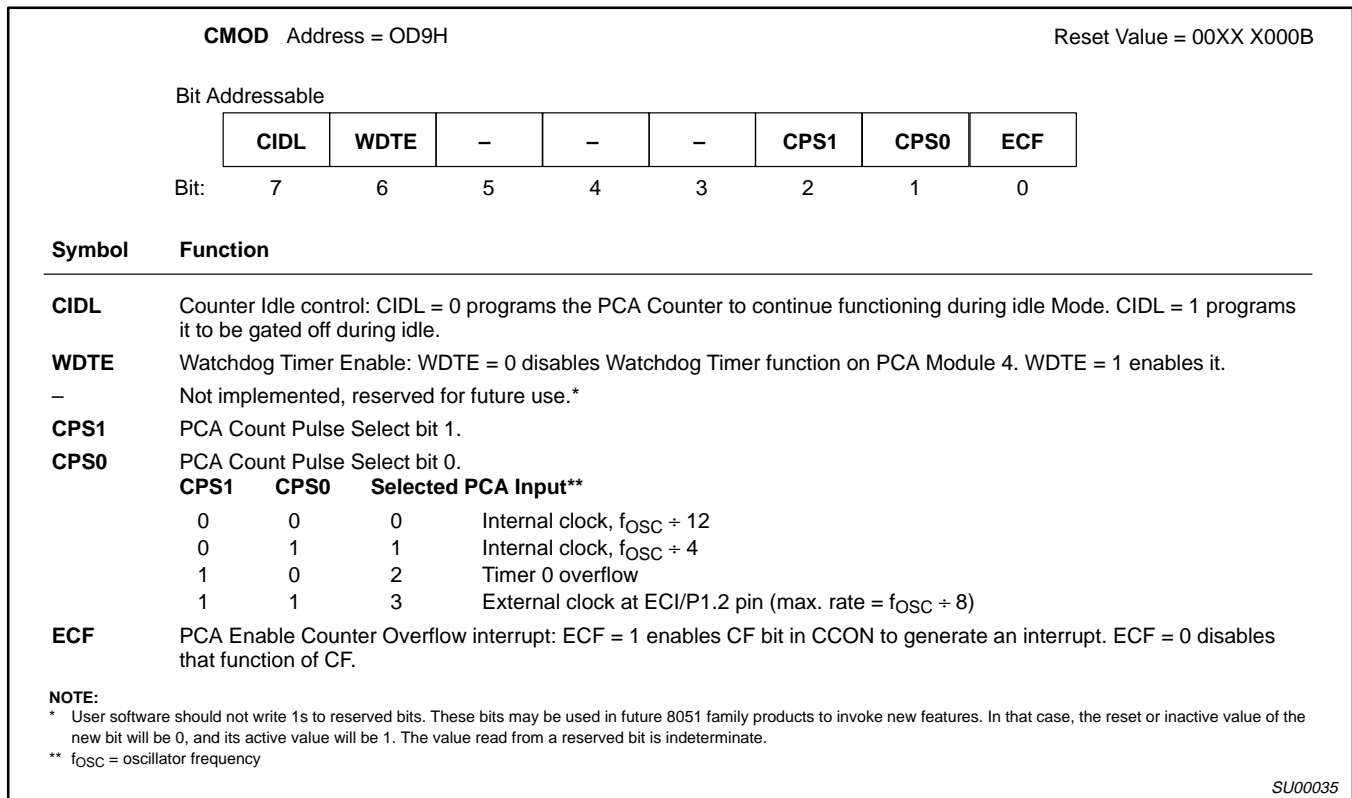 CMOD Address = OD9H Reset Value = 00XX X000B
Bit Addressable
CIDL WDTE – – – CPS1 CPS0 ECF
Bit: 7 6 5 4 3 2 1 0
Symbol Function
CIDL Counter Idle control: CIDL = 0 programs the PCA Counter to continue functioning during idle Mode. CIDL = 1 programs
it to be gated off during idle.
WDTE Watchdog Timer Enable: WDTE = 0 disables Watchdog Timer function on PCA Module 4. WDTE = 1 enables it.
– Not implemented, reserved for future use.*
CPS1 PCA Count Pulse Select bit 1.
CPS0 PCA Count Pulse Select bit 0.
CPS1 CPS0 Selected PCA Input**
0 0 0 Internal clock, fOSC ÷ 12
0 1 1 Internal clock, fOSC ÷ 4
1 0 2 Timer 0 overflow
1 1 3 External clock at ECI/P1.2 pin (max. rate = fOSC ÷ 8)
ECF PCA Enable Counter Overflow interrupt: ECF = 1 enables CF bit in CCON to generate an interrupt. ECF = 0 disables
that function of CF.
NOTE:
* User software should not write 1s to reserved bits. These bits may be used in future 8051 family products to invoke new features. In that case, the reset or inactive value of the
new bit will be 0, and its active value will be 1. The value read from a reserved bit is indeterminate.
** fOSC = oscillator frequency
SU00035